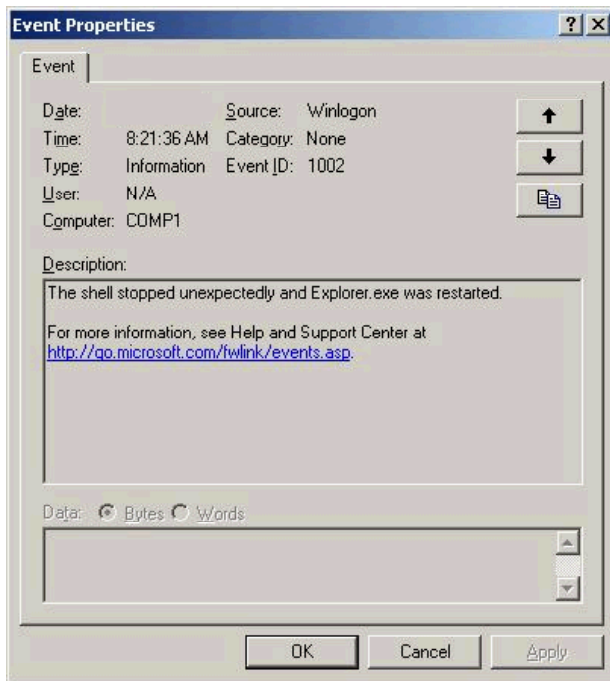 Event Properties
Event
Date: Source: Winlogon
Time: 8:21:36 AM Category: None
Type: Information Event ID: 1002
User: N/A
Computer: COMP1
Description:
The shell stopped unexpectedly and Explorer.exe was restarted.
For more information, see Help and Support Center at
http://go.microsoft.com/fwlink/events.asp.
Data: Bytes Words
OK Cancel Apply